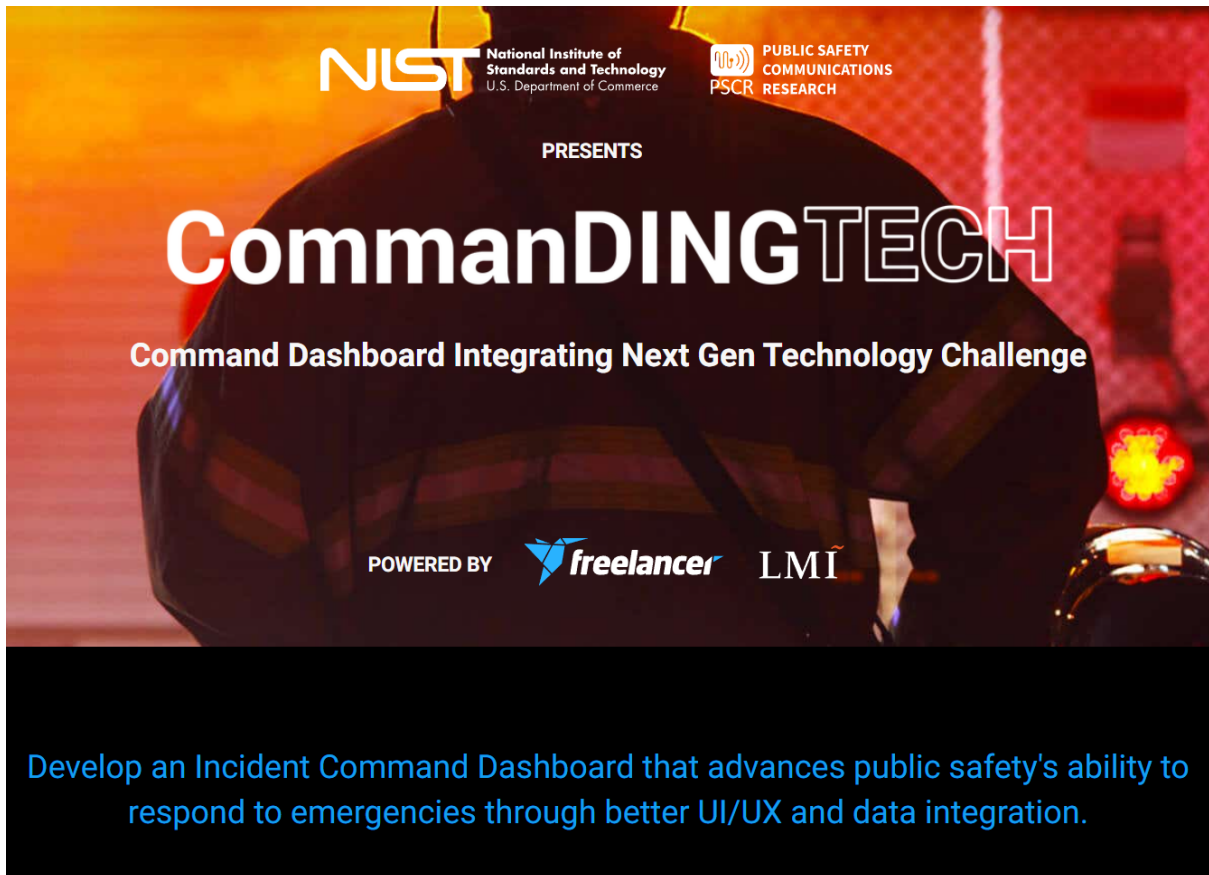 NIST
National Institute of
Standards and Technology
U.S. Department of Commerce
PSCR
PUBLIC SAFETY
COMMUNICATIONS
RESEARCH
PRESENTS
CommanDINGTECH
Command Dashboard Integrating Next Gen Technology Challenge
POWERED BY
freelancer
LMI
Develop an Incident Command Dashboard that advances public safety's ability to
respond to emergencies through better UI/UX and data integration.